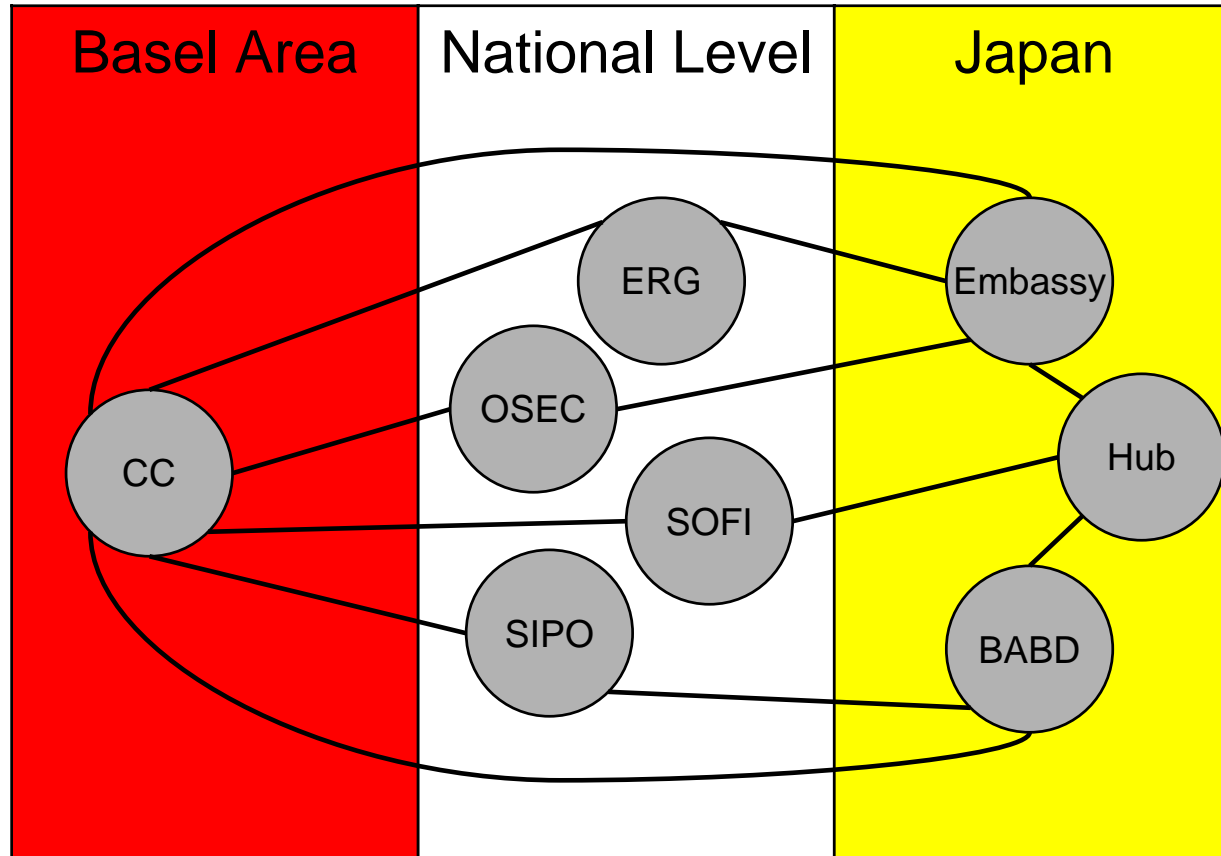 Basel Area
National Level
Japan
ERG
Embassy
OSEC
Hub
CC
SOFI
SIPO
BABD